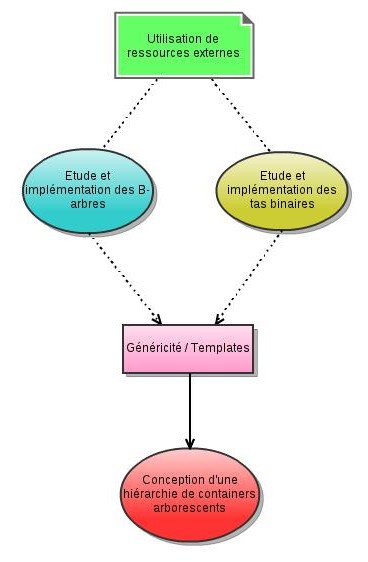 Utilisation de
ressources externes
Etude et
implémentation des B-
arbres
Etude et
implémentation des
tas binaires
Généricité / Templates
Conception d'une
hiérarchie de containers
arborescents